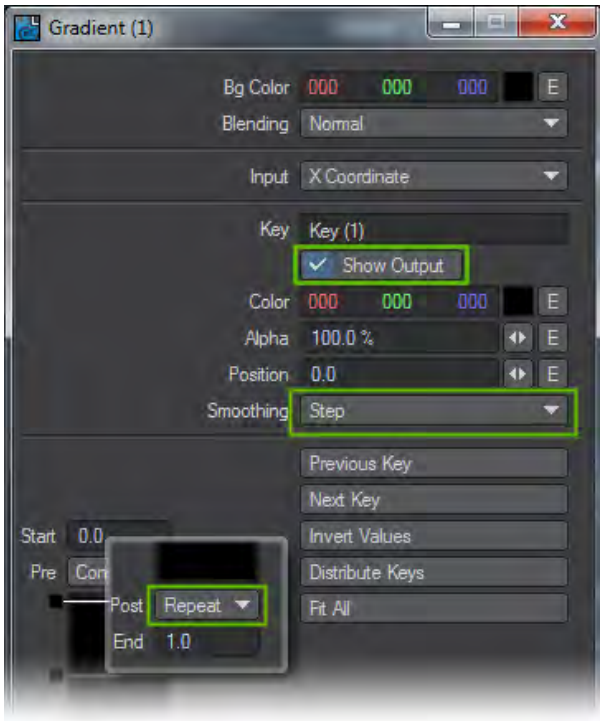 Gradient (1)
Bg Color 000 000 000 E
Blending Normal
Input X Coordinate
Key Key (1)
Show Output
Color 000 000 000 E
Alpha 100.0 % E
Position 0.0 E
Smoothing Step
Previous Key
Next Key
Start 0.0 Invert Values
Pre Con Distribute Keys
Post Repeat Fit All
End 1.0